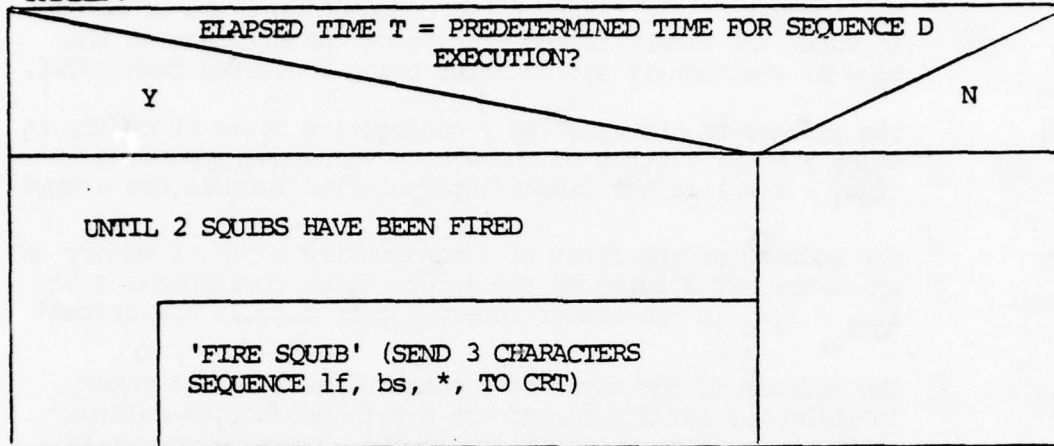 ELAPSED TIME T = PREDETERMINED TIME FOR SEQUENCE D
EXECUTION?
Y
N
UNTIL 2 SQUIBS HAVE BEEN FIRED
'FIRE SQUIB' (SEND 3 CHARACTERS
SEQUENCE lf, bs, *, TO CRT)